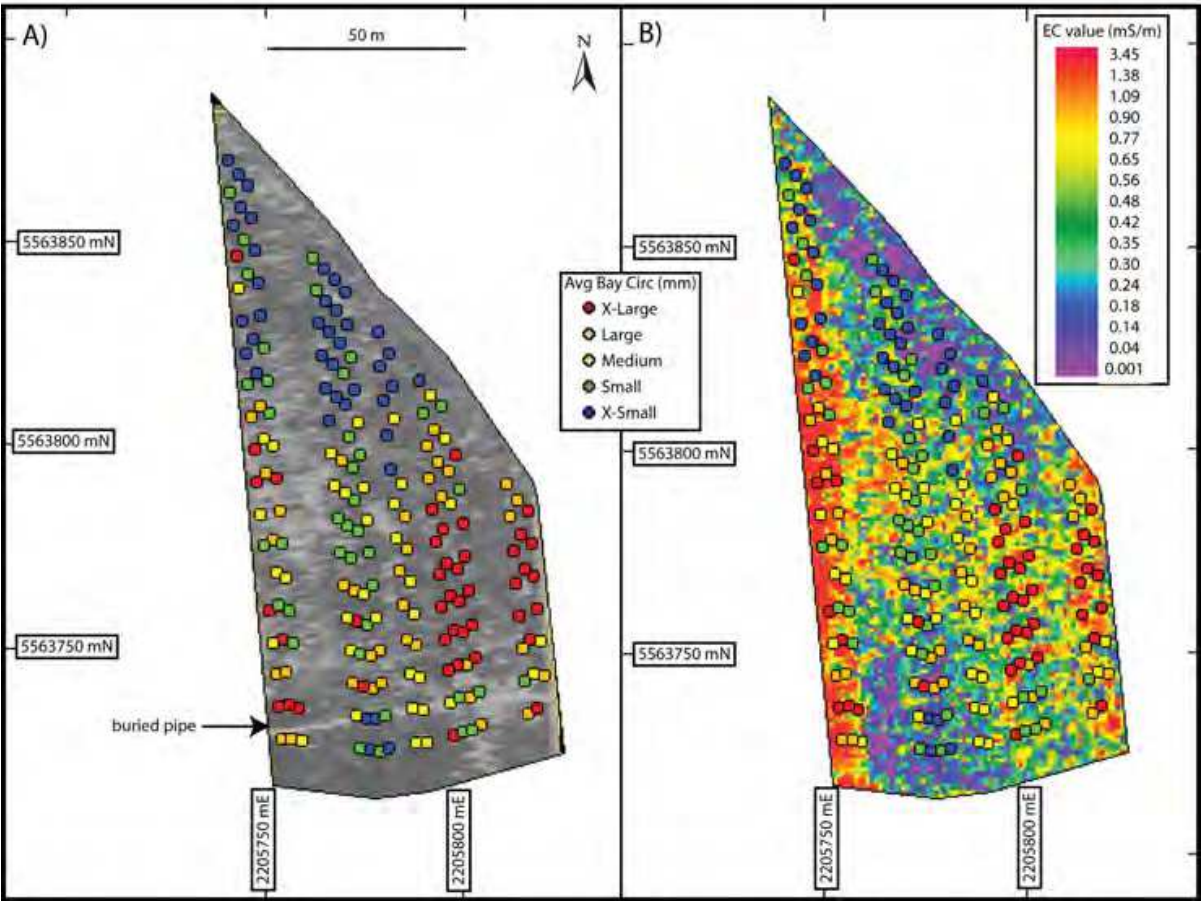 A)
50 m
N
B)
EC value (mS/m)
3.45
1.38
1.09
0.90
0.77
0.65
0.56
0.48
0.42
0.35
0.30
0.24
0.18
0.14
0.04
0.001
5563850 mN
5563850 mN
Avg Bay Circ (mm)
X-Large
Large
Medium
Small
X-Small
5563800 mN
5563800 mN
5563750 mN
5563750 mN
buried pipe
2205750 mE
2205800 mE
2205750 mE
2205800 mE